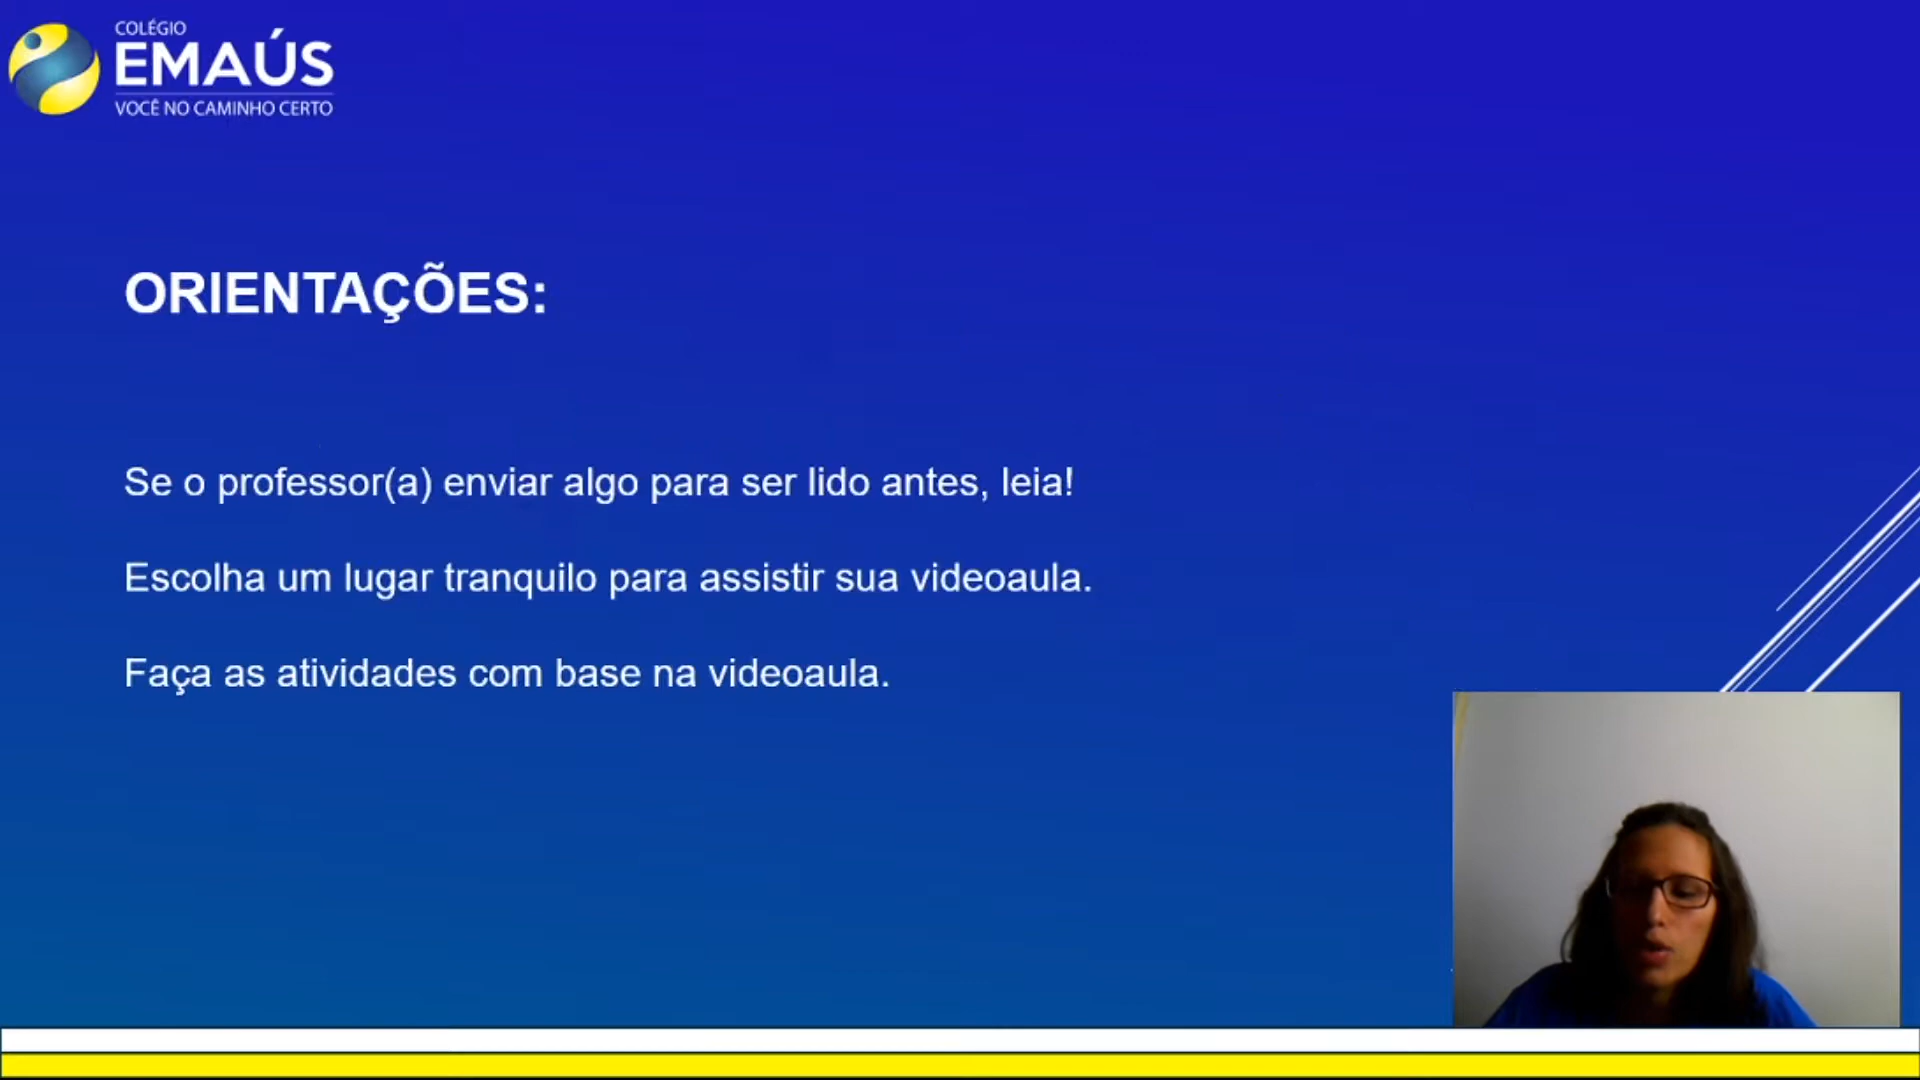 COLÉGIO
EMAÚS
VOCÊ NO CAMINHO CERTO
ORIENTAÇÕES:
Se o professor(a) enviar algo para ser lido antes, leia!
Escolha um lugar tranquilo para assistir sua videoaula.
Faça as atividades com base na videoaula.